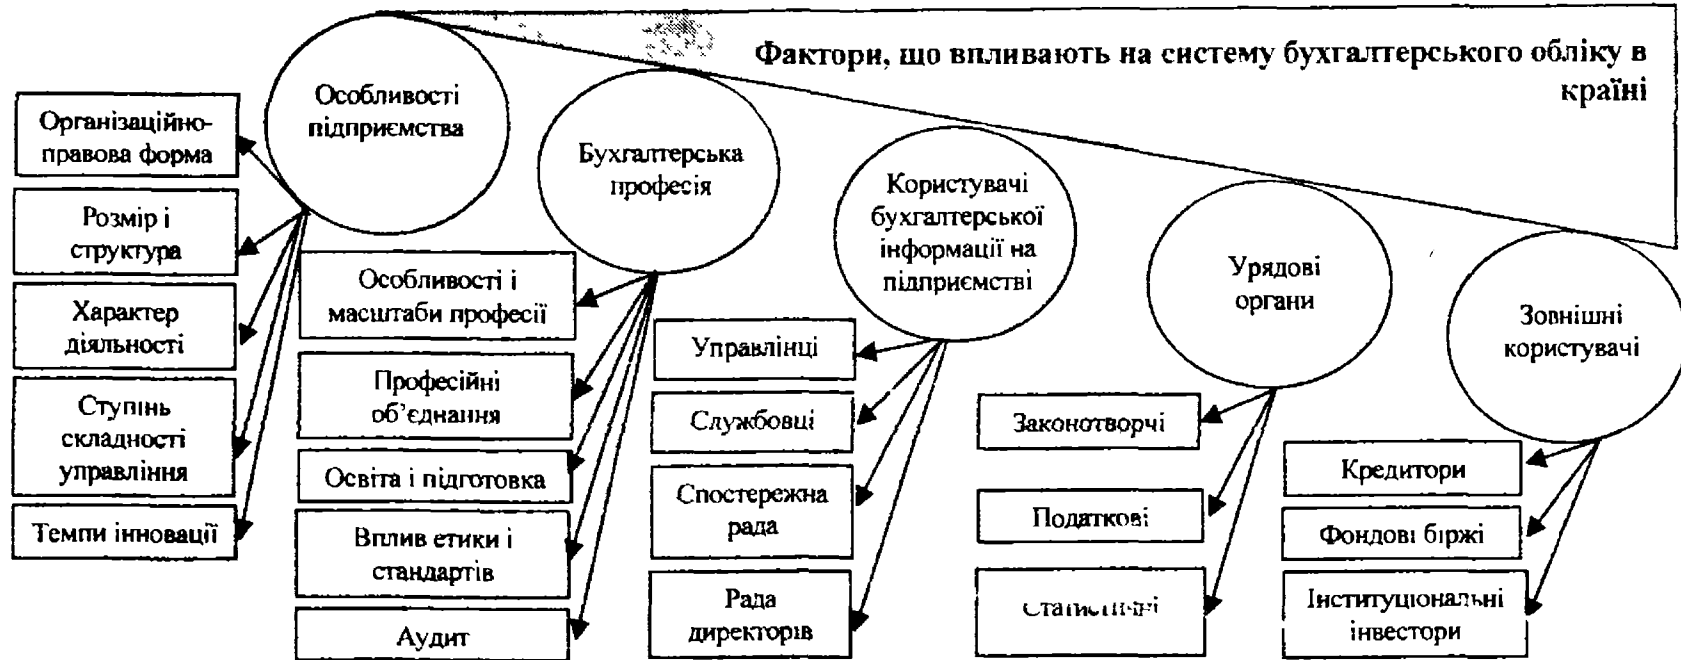 Фактори, що впливають на систему бухгалтерського обліку в
країні
Особливості
підприємства
Організаційно-
правова форма
Розмір і
структура
Характер
діяльності
Ступінь
складності
управління
Темпи інновації
Бухгалтерська
професія
Особливості і
масштаби професії
Професійні
об’єднання
Освіта і підготовка
Вплив етики і
стандартів
Аудит
Користувачі
бухгалтерської
інформації на
підприємстві
Управлінці
Службовці
Спостережна
рада
Рада
директорів
Урядові
органи
Законотворчі
Податкові
Статистичні
Зовнішні
користувачі
Кредитори
Фондові біржі
Інституціональні
інвестори